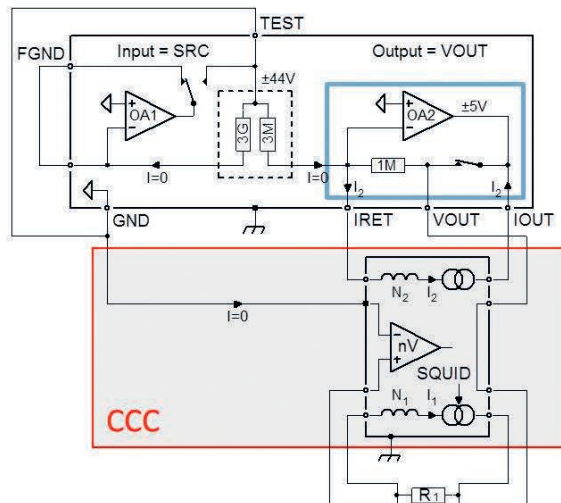 TEST
FGND
Input = SRC
Output = VOUT
±44V
+
OA1
−
3G
3M
+
OA2
−
±5V
1M
I=0
I=0
I₂
I₂
GND
IRET
VOUT
IOUT
N₂
I₂
I=0
−
nV
+
SQUID
N₁
I₁
CCC
R₁